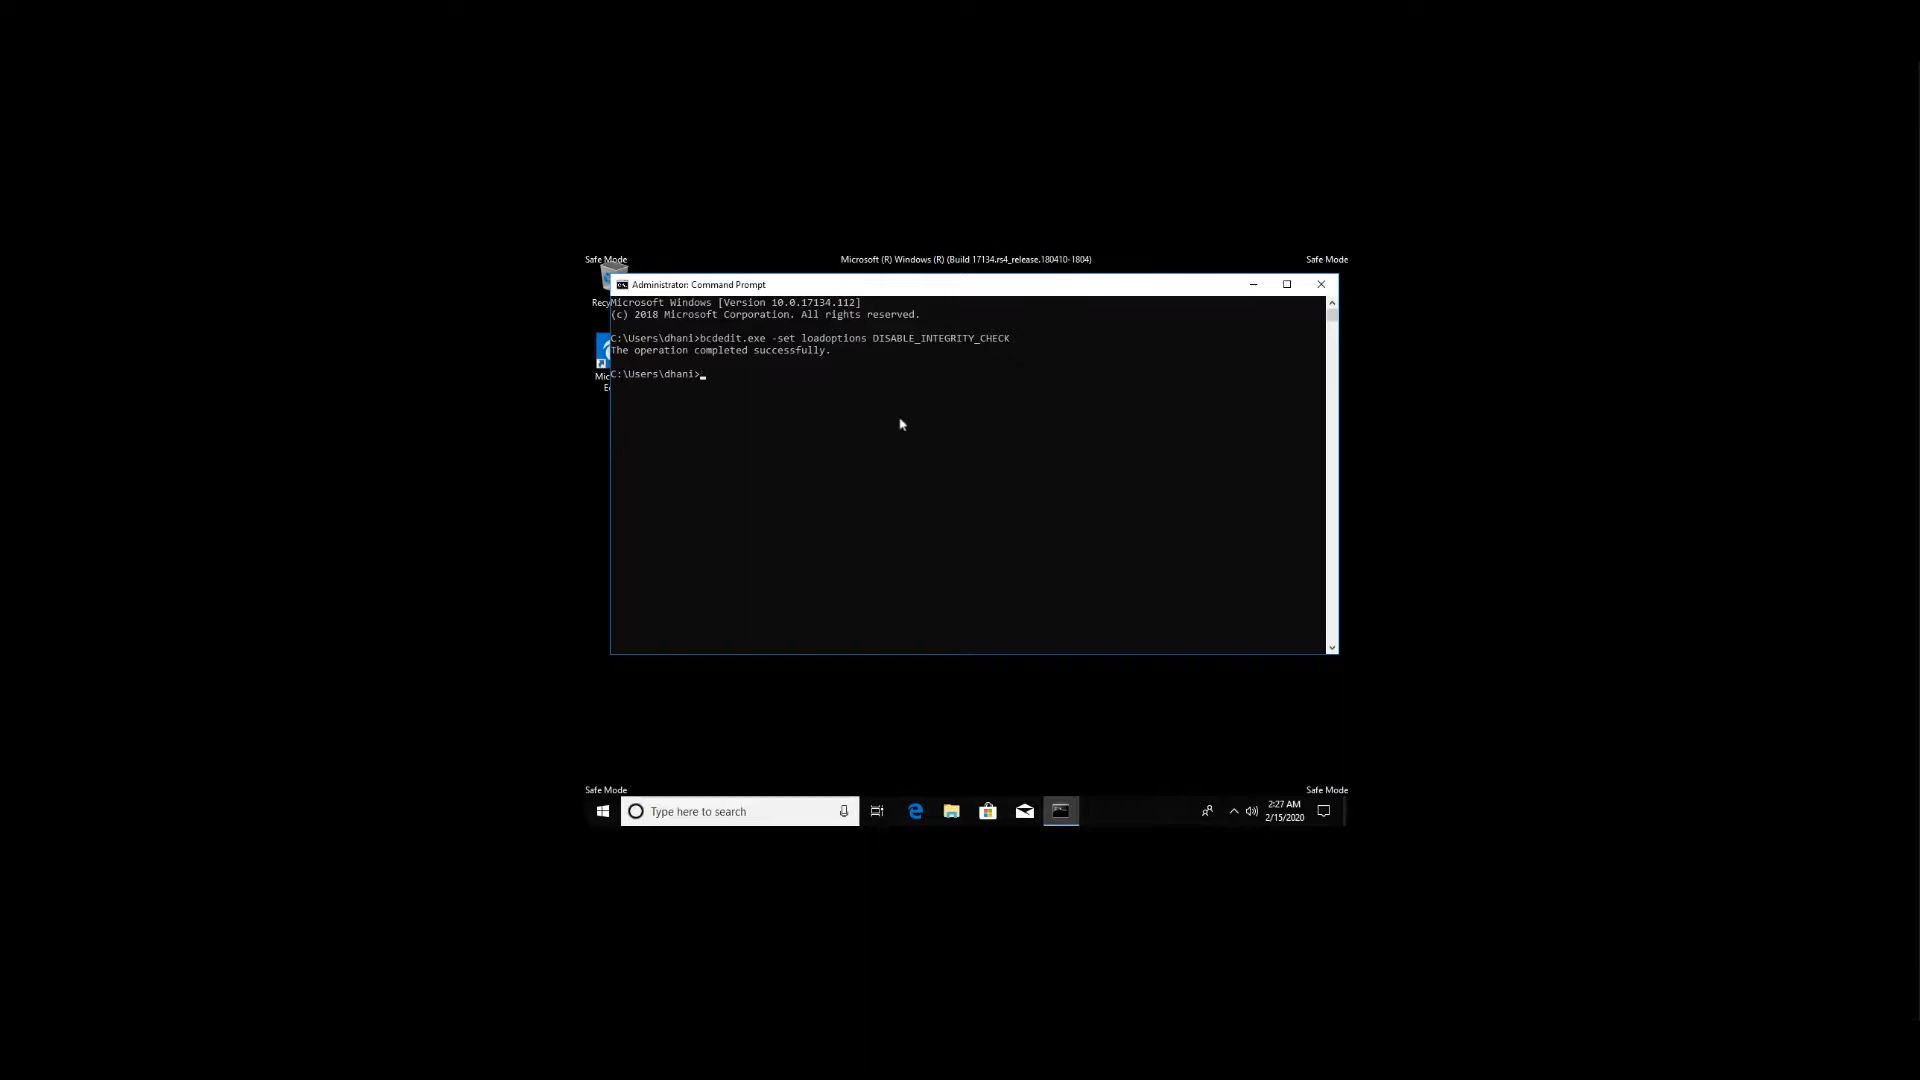 Safe Mode
Microsoft (R) Windows (R) (Build 17134.rs4_release.180410-1804)
Safe Mode
Administrator: Command Prompt
Recy
Microsoft Windows [Version 10.0.17134.112]
(c) 2018 Microsoft Corporation. All rights reserved.
C:\Users\dhani>bcdedit.exe -set loadoptions DISABLE_INTEGRITY_CHECK
The operation completed successfully.
Mic
E
C:\Users\dhani>
Safe Mode
Safe Mode
Type here to search
2:27 AM
2/15/2020